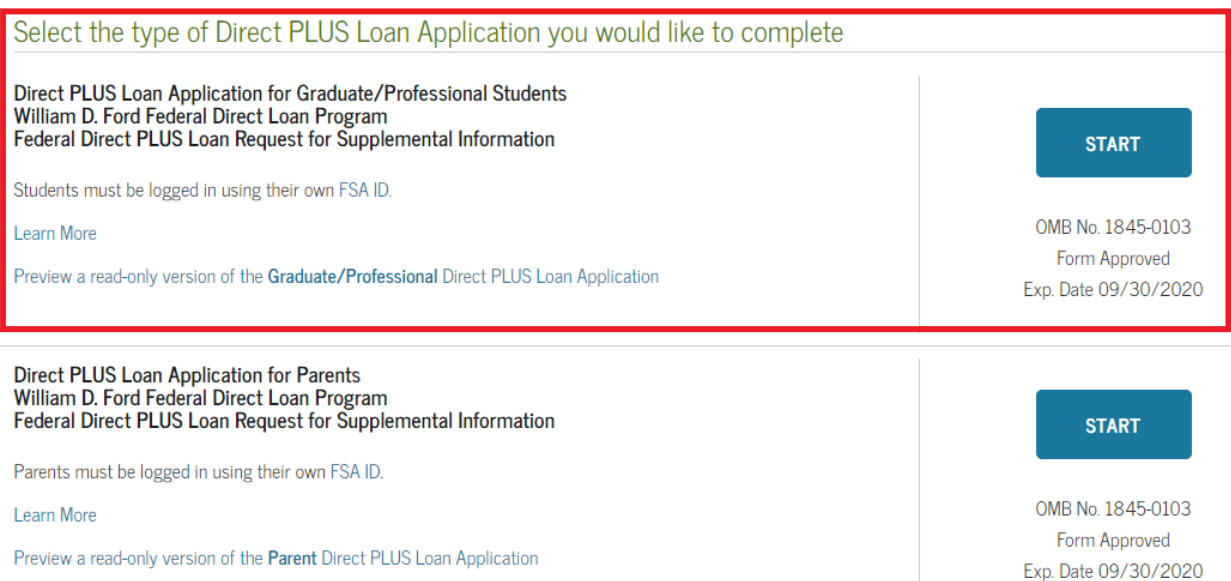 Select the type of Direct PLUS Loan Application you would like to complete
Direct PLUS Loan Application for Graduate/Professional Students
William D. Ford Federal Direct Loan Program
Federal Direct PLUS Loan Request for Supplemental Information
Students must be logged in using their own FSA ID.
Learn More
Preview a read-only version of the Graduate/Professional Direct PLUS Loan Application
START
OMB No. 1845-0103
Form Approved
Exp. Date 09/30/2020
Direct PLUS Loan Application for Parents
William D. Ford Federal Direct Loan Program
Federal Direct PLUS Loan Request for Supplemental Information
Parents must be logged in using their own FSA ID.
Learn More
Preview a read-only version of the Parent Direct PLUS Loan Application
START
OMB No. 1845-0103
Form Approved
Exp. Date 09/30/2020